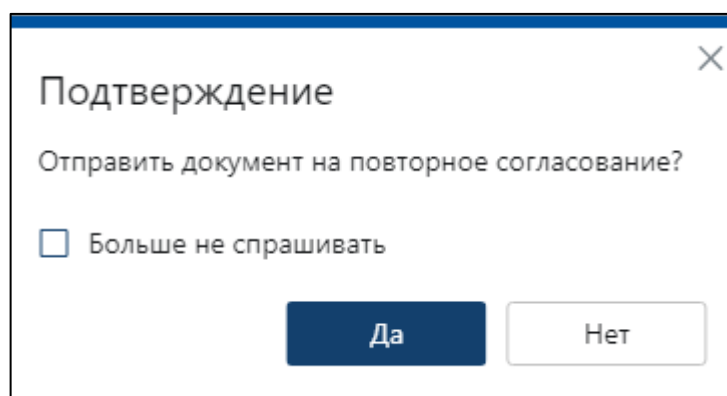 Подтверждение
Отправить документ на повторное согласование?
Больше не спрашивать
Да Нет